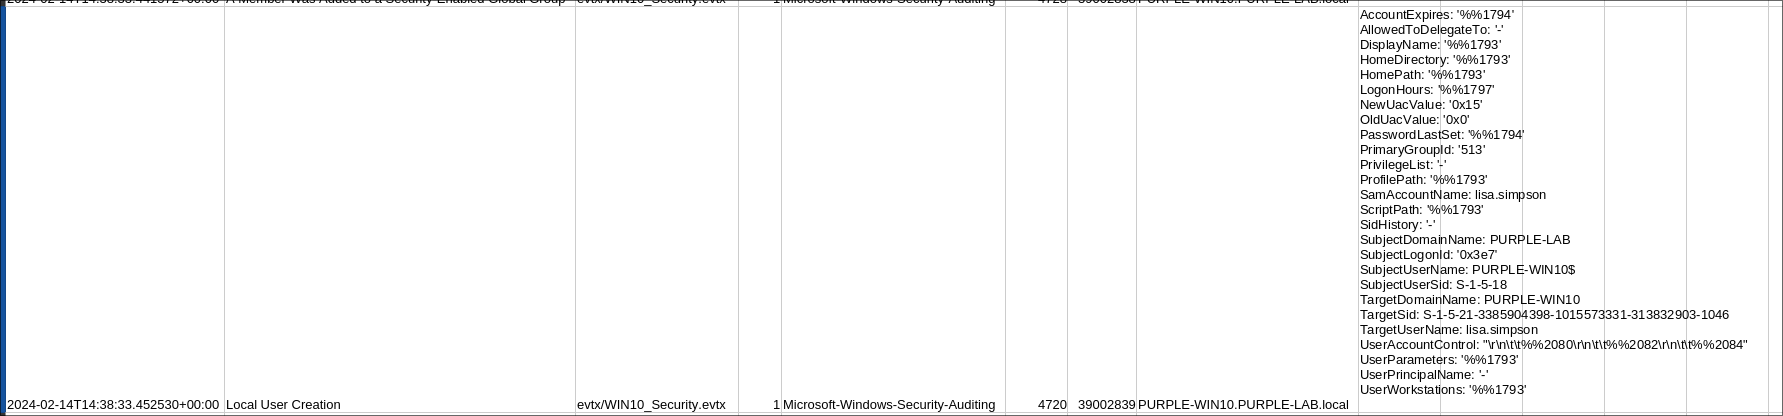 2024-02-14T14:38:33.441572+00:00 A Member Was Added to a Security-Enabled Global Group evtx/WIN10_Security.evtx 1 Microsoft-Windows-Security-Auditing 4728 39002838 PURPLE-WIN10.PURPLE-LAB.local
AccountExpires: '%%1794'
AllowedToDelegateTo: '-'
DisplayName: '%%1793'
HomeDirectory: '%%1793'
HomePath: '%%1793'
LogonHours: '%%1797'
NewUacValue: '0x15'
OldUacValue: '0x0'
PasswordLastSet: '%%1794'
PrimaryGroupId: '513'
PrivilegeList: '-'
ProfilePath: '%%1793'
SamAccountName: lisa.simpson
ScriptPath: '%%1793'
SidHistory: '-'
SubjectDomainName: PURPLE-LAB
SubjectLogonId: '0x3e7'
SubjectUserName: PURPLE-WIN10$
SubjectUserSid: S-1-5-18
TargetDomainName: PURPLE-WIN10
TargetSid: S-1-5-21-3385904398-1015573331-313832903-1046
TargetUserName: lisa.simpson
UserAccountControl: "\r\n\t\t%%2080\r\n\t\t%%2082\r\n\t\t%%2084"
UserParameters: '%%1793'
UserPrincipalName: '-'
UserWorkstations: '%%1793'
2024-02-14T14:38:33.452530+00:00 Local User Creation evtx/WIN10_Security.evtx 1 Microsoft-Windows-Security-Auditing 4720 39002839 PURPLE-WIN10.PURPLE-LAB.local